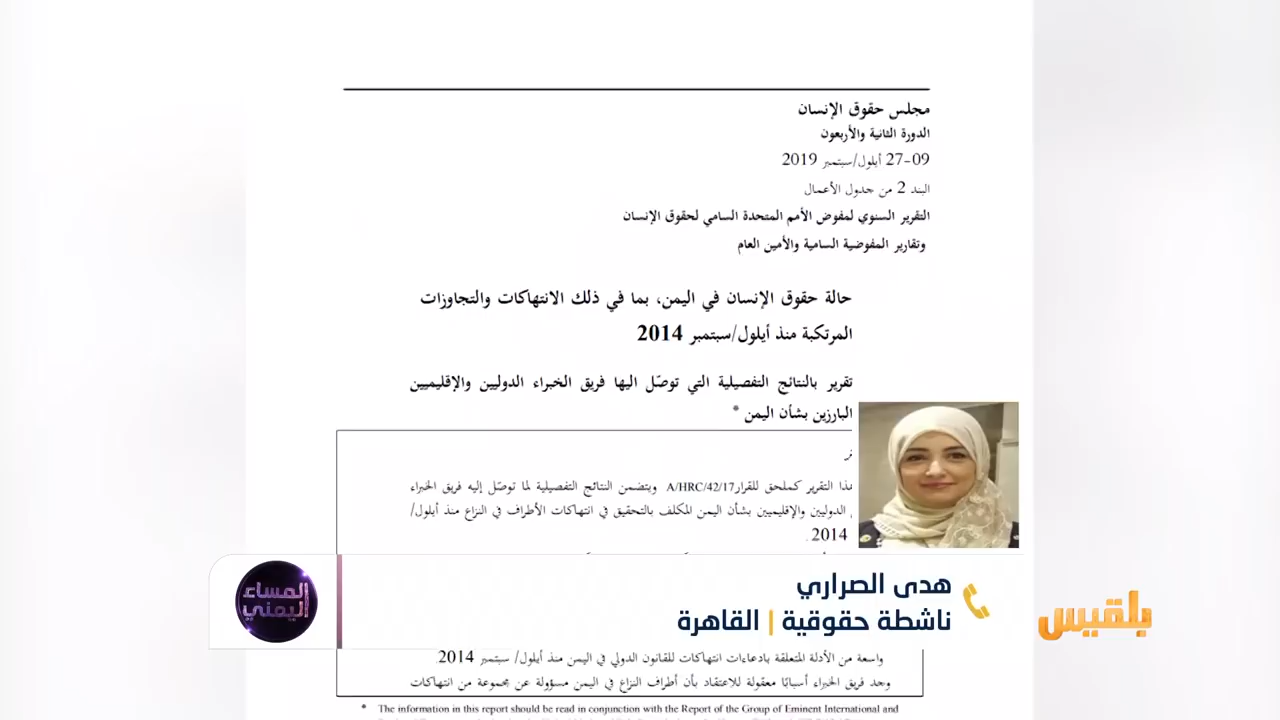 مجلس حقوق الإنسان
الدورة الثانية والأربعون
09-27 أيلول/سبتمبر 2019
البند 2 من جدول الأعمال
التقرير السنوي لمفوض الأمم المتحدة السامي لحقوق الإنسان
وتقارير المفوضية السامية والأمين العام
حالة حقوق الإنسان في اليمن، بما في ذلك الانتهاكات والتجاوزات
المرتكبة منذ أيلول/سبتمبر 2014
تقرير بالنتائج التفصيلية التي توصّل اليها فريق الخبراء الدوليين والإقليميين
البارزين بشأن اليمن *
هذا التقرير كملحق للقرار A/HRC/42/17 ويتضمن النتائج التفصيلية لما توصّل إليه فريق الخبراء
الدوليين والإقليميين بشأن اليمن المكلف بالتحقيق في انتهاكات الأطراف في النزاع منذ أيلول/
2014 .
هدى الصراري
ناشطة حقوقية | القاهرة
المساء اليمني
بلقيس
واسعة من الأدلة المتعلقة بادعاءات انتهاكات للقانون الدولي في اليمن منذ أيلول/ سبتمبر 2014.
وجد فريق الخبراء أسبابًا معقولة للاعتقاد بأن أطراف النزاع في اليمن مسؤولة عن مجموعة من انتهاكات
* The information in this report should be read in conjunction with the Report of the Group of Eminent International and